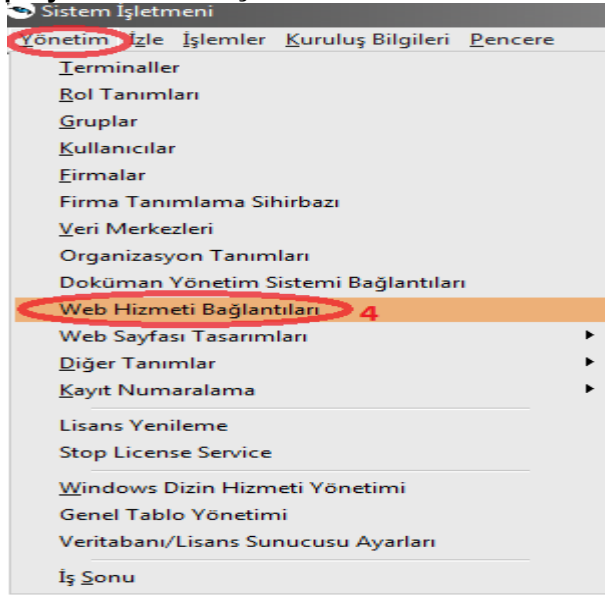 Sistem İşletmeni
Yönetim İzle İşlemler Kuruluş Bilgileri Pencere
Terminaller
Rol Tanımları
Gruplar
Kullanıcılar
Firmalar
Firma Tanımlama Sihirbazı
Veri Merkezleri
Organizasyon Tanımları
Doküman Yönetim Sistemi Bağlantıları
Web Hizmeti Bağlantıları 4
Web Sayfası Tasarımları
Diğer Tanımlar
Kayıt Numaralama
Lisans Yenileme
Stop License Service
Windows Dizin Hizmeti Yönetimi
Genel Tablo Yönetimi
Veritabanı/Lisans Sunucusu Ayarları
İş Sonu